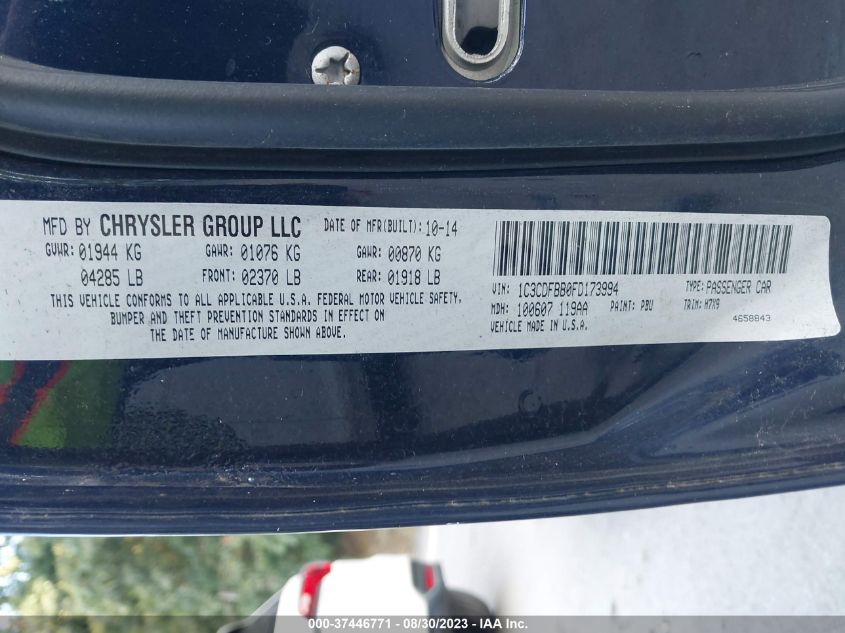 MFD BY CHRYSLER GROUP LLC DATE OF MFR(BUILT): 10-14
GVWR: 01944 KG GAWR: 01076 KG GAWR: 00870 KG
04285 LB FRONT: 02370 LB REAR: 01918 LB
THIS VEHICLE CONFORMS TO ALL APPLICABLE U.S.A. FEDERAL MOTOR VEHICLE SAFETY,
BUMPER AND THEFT PREVENTION STANDARDS IN EFFECT ON
THE DATE OF MANUFACTURE SHOWN ABOVE.
VIN: 1C3CDFBB0FD173994 TYPE: PASSENGER CAR
MDH: 100607 119AA PAINT: PBU TRIM: H7X9
VEHICLE MADE IN U.S.A. 4658843
000-37446771 - 08/30/2023 - IAA Inc.